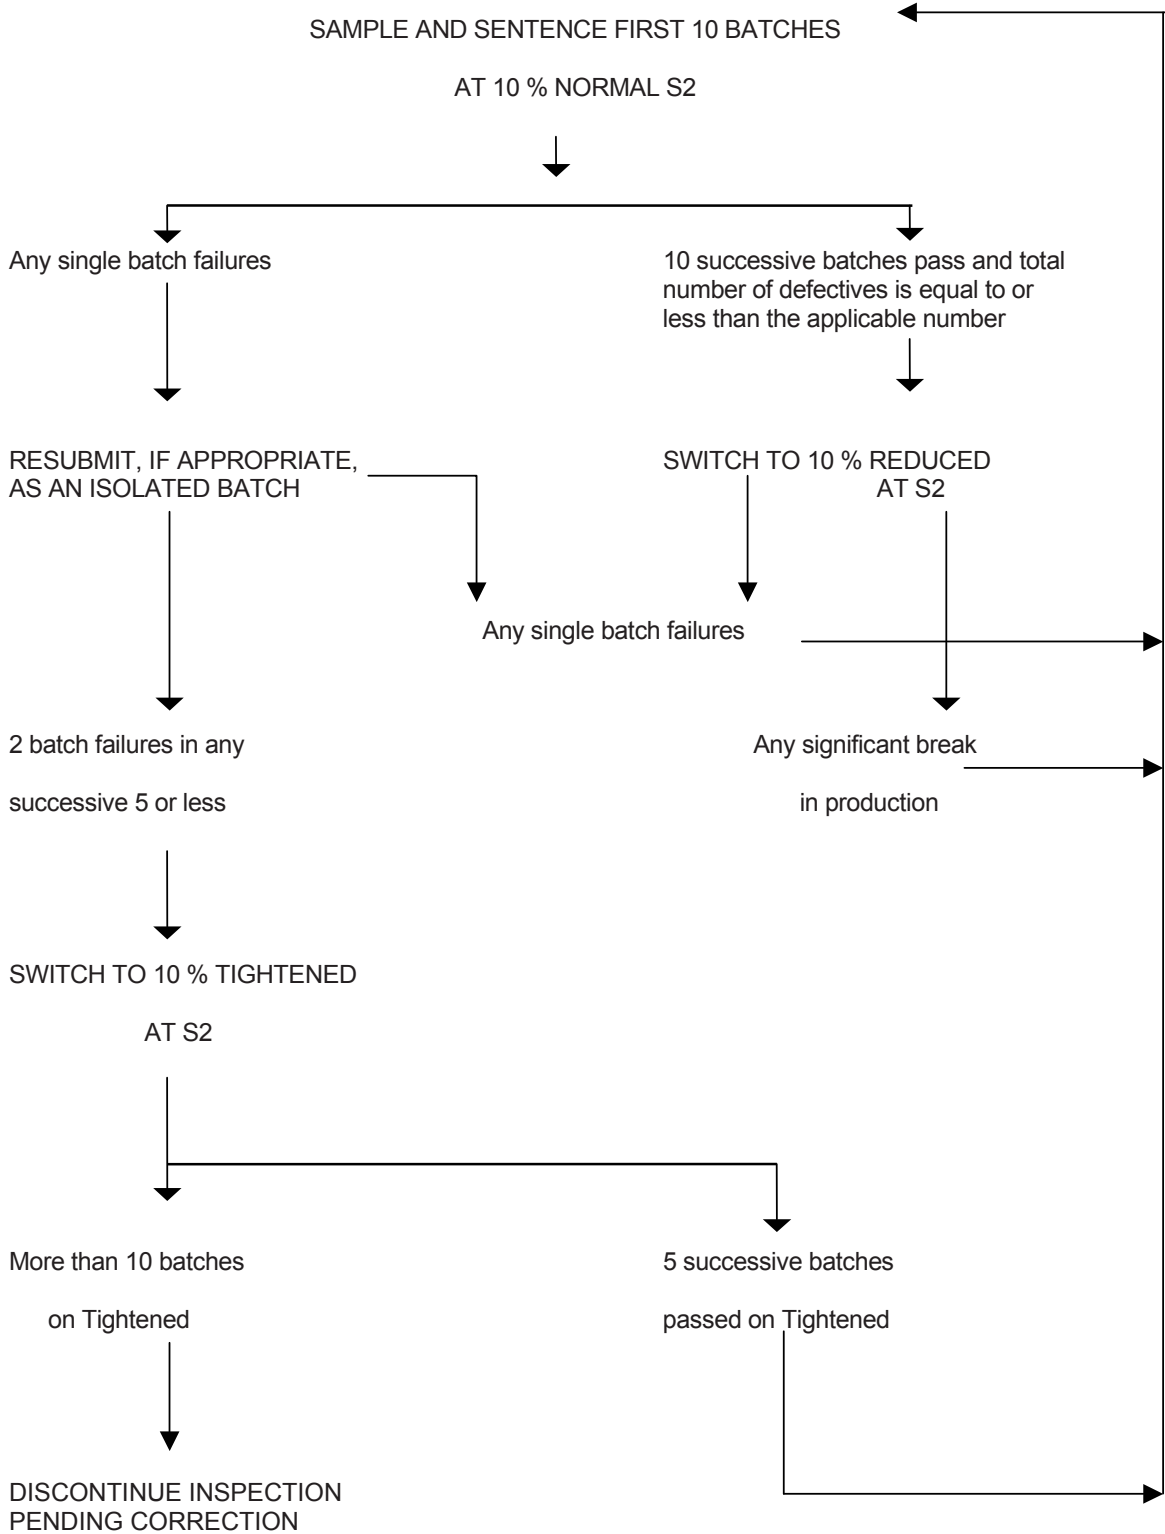 SAMPLE AND SENTENCE FIRST 10 BATCHES
AT 10 % NORMAL S2
Any single batch failures
10 successive batches pass and total
number of defectives is equal to or
less than the applicable number
RESUBMIT, IF APPROPRIATE,
AS AN ISOLATED BATCH
SWITCH TO 10 % REDUCED
AT S2
Any single batch failures
2 batch failures in any
successive 5 or less
Any significant break
in production
SWITCH TO 10 % TIGHTENED
AT S2
More than 10 batches
on Tightened
5 successive batches
passed on Tightened
DISCONTINUE INSPECTION
PENDING CORRECTION